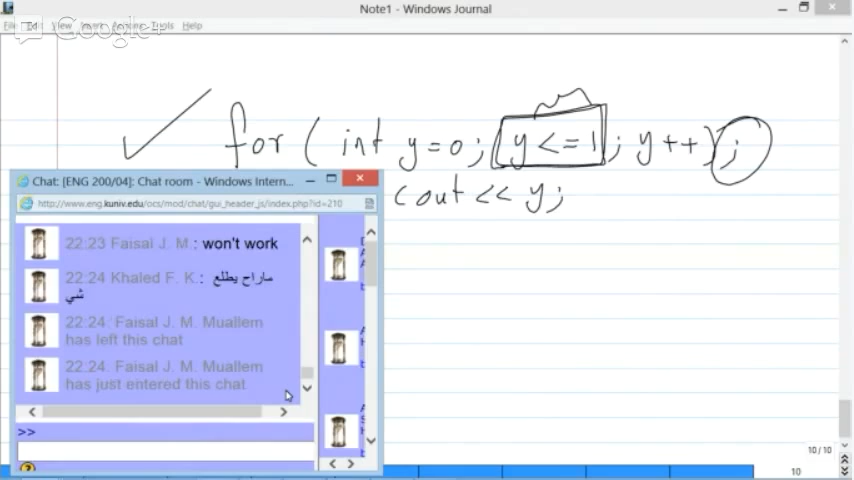 Note1 - Windows Journal
File Edit View Insert Actions Tools Help
Google+
for ( int y=0; y <= 1 ; y++) ;
cout << y;
Chat: [ENG 200/04]: Chat room - Windows Intern...
http://www.eng.kuniv.edu/ocs/mod/chat/gui_header_js/index.php?id=210
22:23 Faisal J. M.: won't work
22:24 Khaled F. K.: ماراح يطلع
شي
22:24: Faisal J. M. Muallem
has left this chat
22:24: Faisal J. M. Muallem
has just entered this chat
>>
10 / 10
10